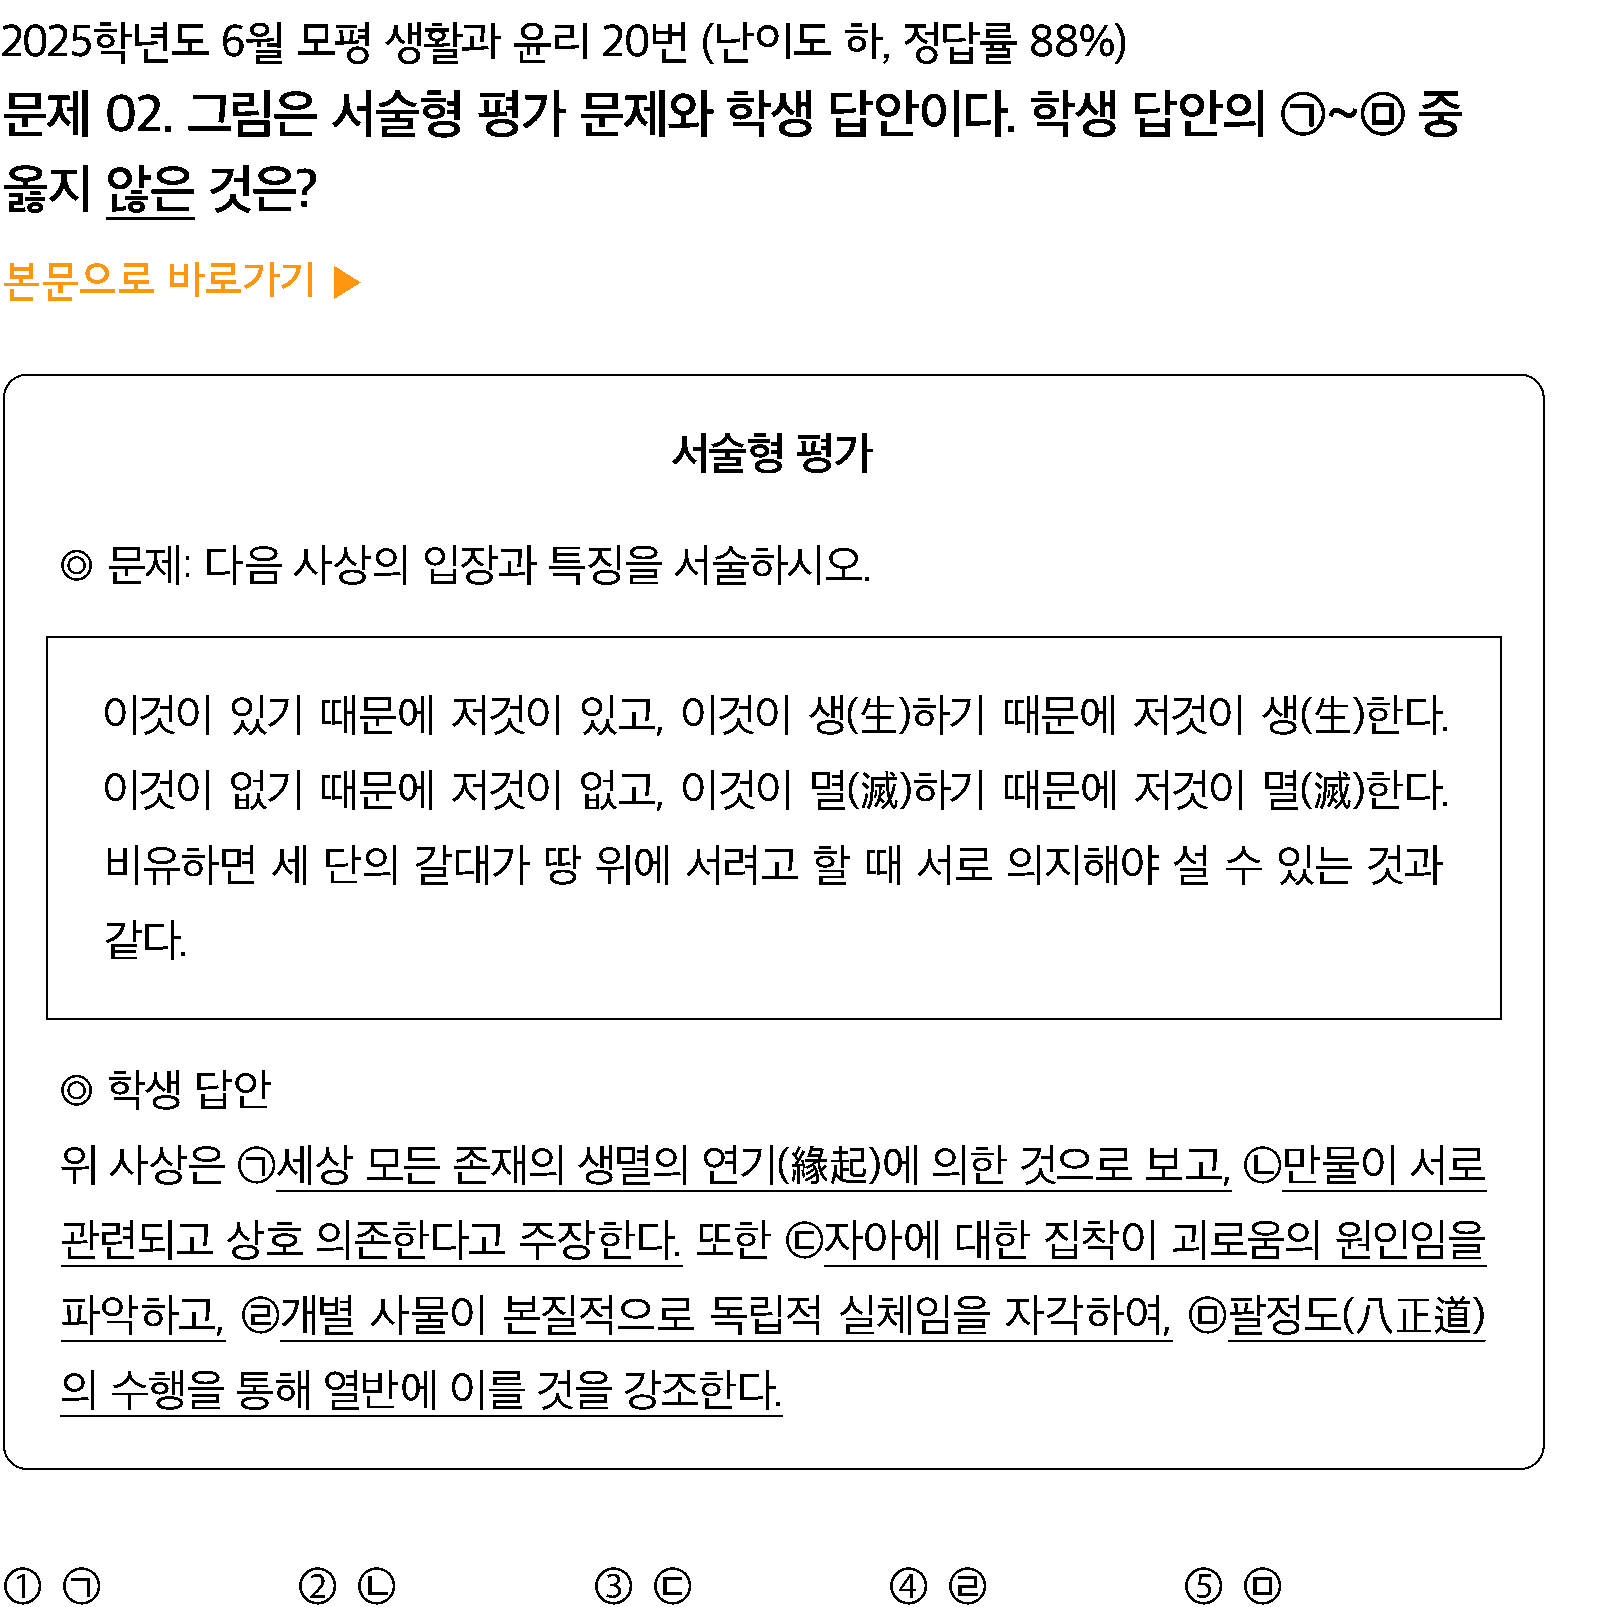 2025학년도 6월 모평 생활과 윤리 20번 (난이도 하, 정답률 88%)
문제 02. 그림은 서술형 평가 문제와 학생 답안이다. 학생 답안의 ㉠~㉤ 중
옳지 않은 것은?
본문으로 바로가기 ▶
서술형 평가
◎ 문제: 다음 사상의 입장과 특징을 서술하시오.
이것이 있기 때문에 저것이 있고, 이것이 생(生)하기 때문에 저것이 생(生)한다.
이것이 없기 때문에 저것이 없고, 이것이 멸(滅)하기 때문에 저것이 멸(滅)한다.
비유하면 세 단의 갈대가 땅 위에 서려고 할 때 서로 의지해야 설 수 있는 것과
같다.
◎ 학생 답안
위 사상은 ㉠세상 모든 존재의 생멸의 연기(緣起)에 의한 것으로 보고, ㉡만물이 서로
관련되고 상호 의존한다고 주장한다. 또한 ㉢자아에 대한 집착이 괴로움의 원인임을
파악하고, ㉣개별 사물이 본질적으로 독립적 실체임을 자각하여, ㉤팔정도(八正道)
의 수행을 통해 열반에 이를 것을 강조한다.
① ㉠ ② ㉡ ③ ㉢ ④ ㉣ ⑤ ㉤